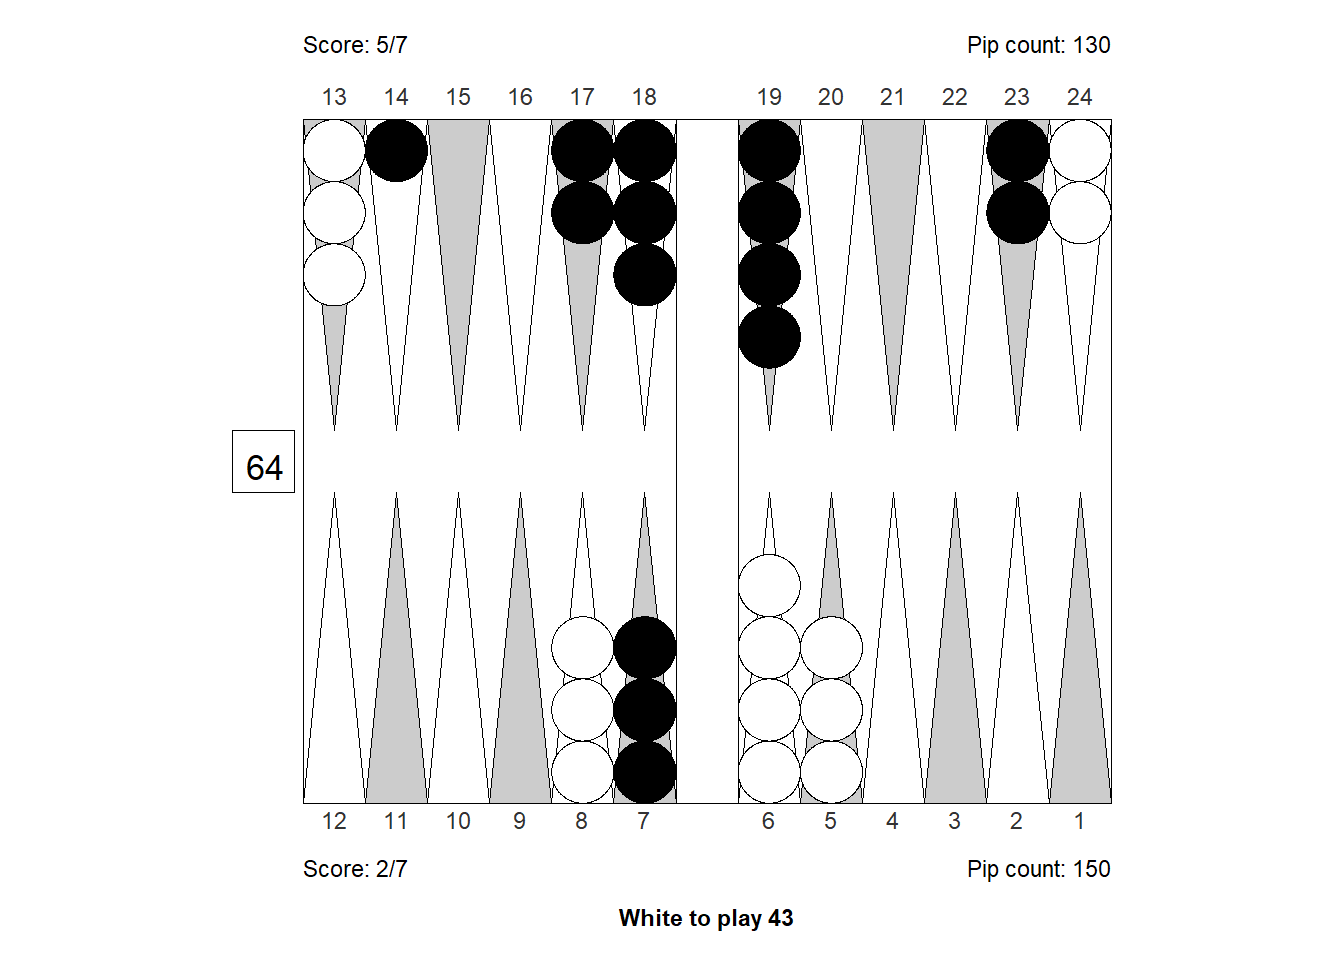 Score: 5/7 Pip count: 130
13 14 15 16 17 18 19 20 21 22 23 24
64
12 11 10 9 8 7 6 5 4 3 2 1
Score: 2/7 Pip count: 150
White to play 43